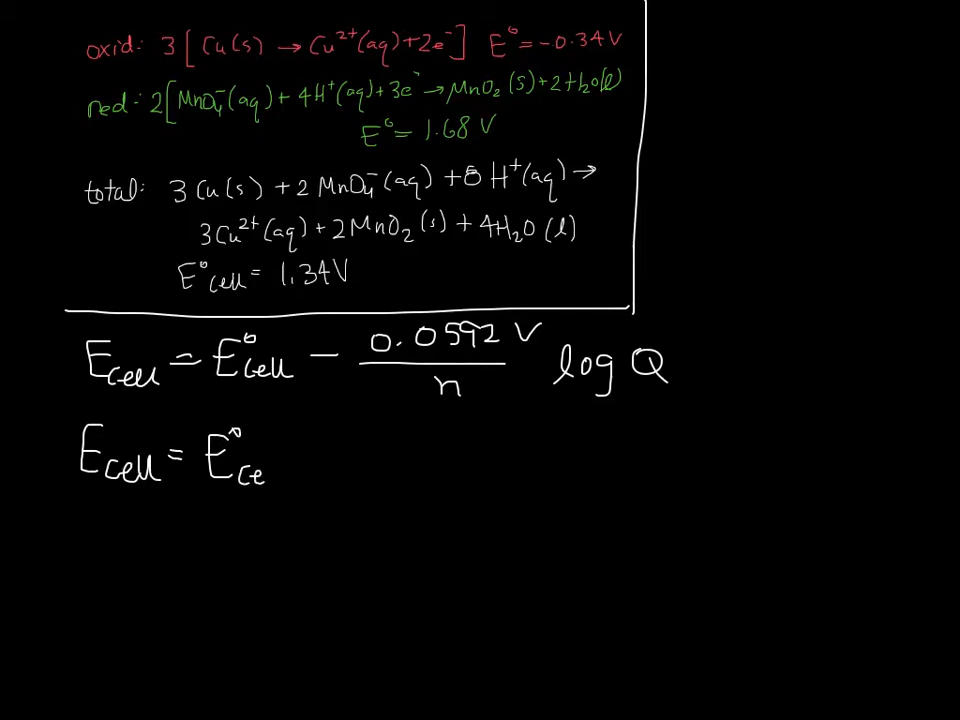 oxid: 3 [Cu(s) → Cu²⁺(aq)+2e⁻] E°= -0.34V
red: 2[MnO₄⁻(aq) + 4H⁺(aq)+3e⁻→MnO₂(s)+2H₂O(l)
E°= 1.68 V
total: 3 Cu(s) + 2 MnO₄⁻(aq) + 8 H⁺(aq) →
3Cu²⁺(aq) + 2MnO₂(s) + 4H₂O (l)
E°cell = 1.34V
Ecell = E°cell - 0.0592 V / n log Q
Ecell = E°ce